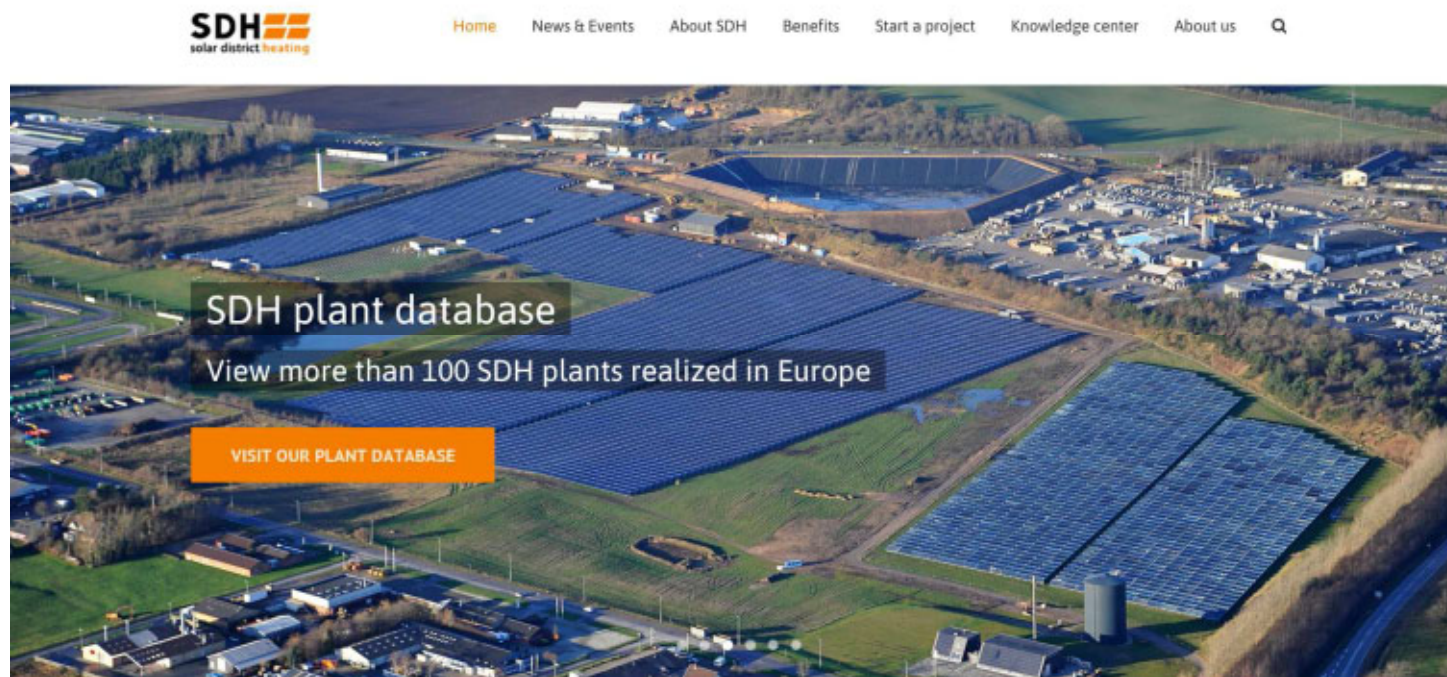 SDH
solar district heating
Home News & Events About SDH Benefits Start a project Knowledge center About us
SDH plant database
View more than 100 SDH plants realized in Europe
VISIT OUR PLANT DATABASE